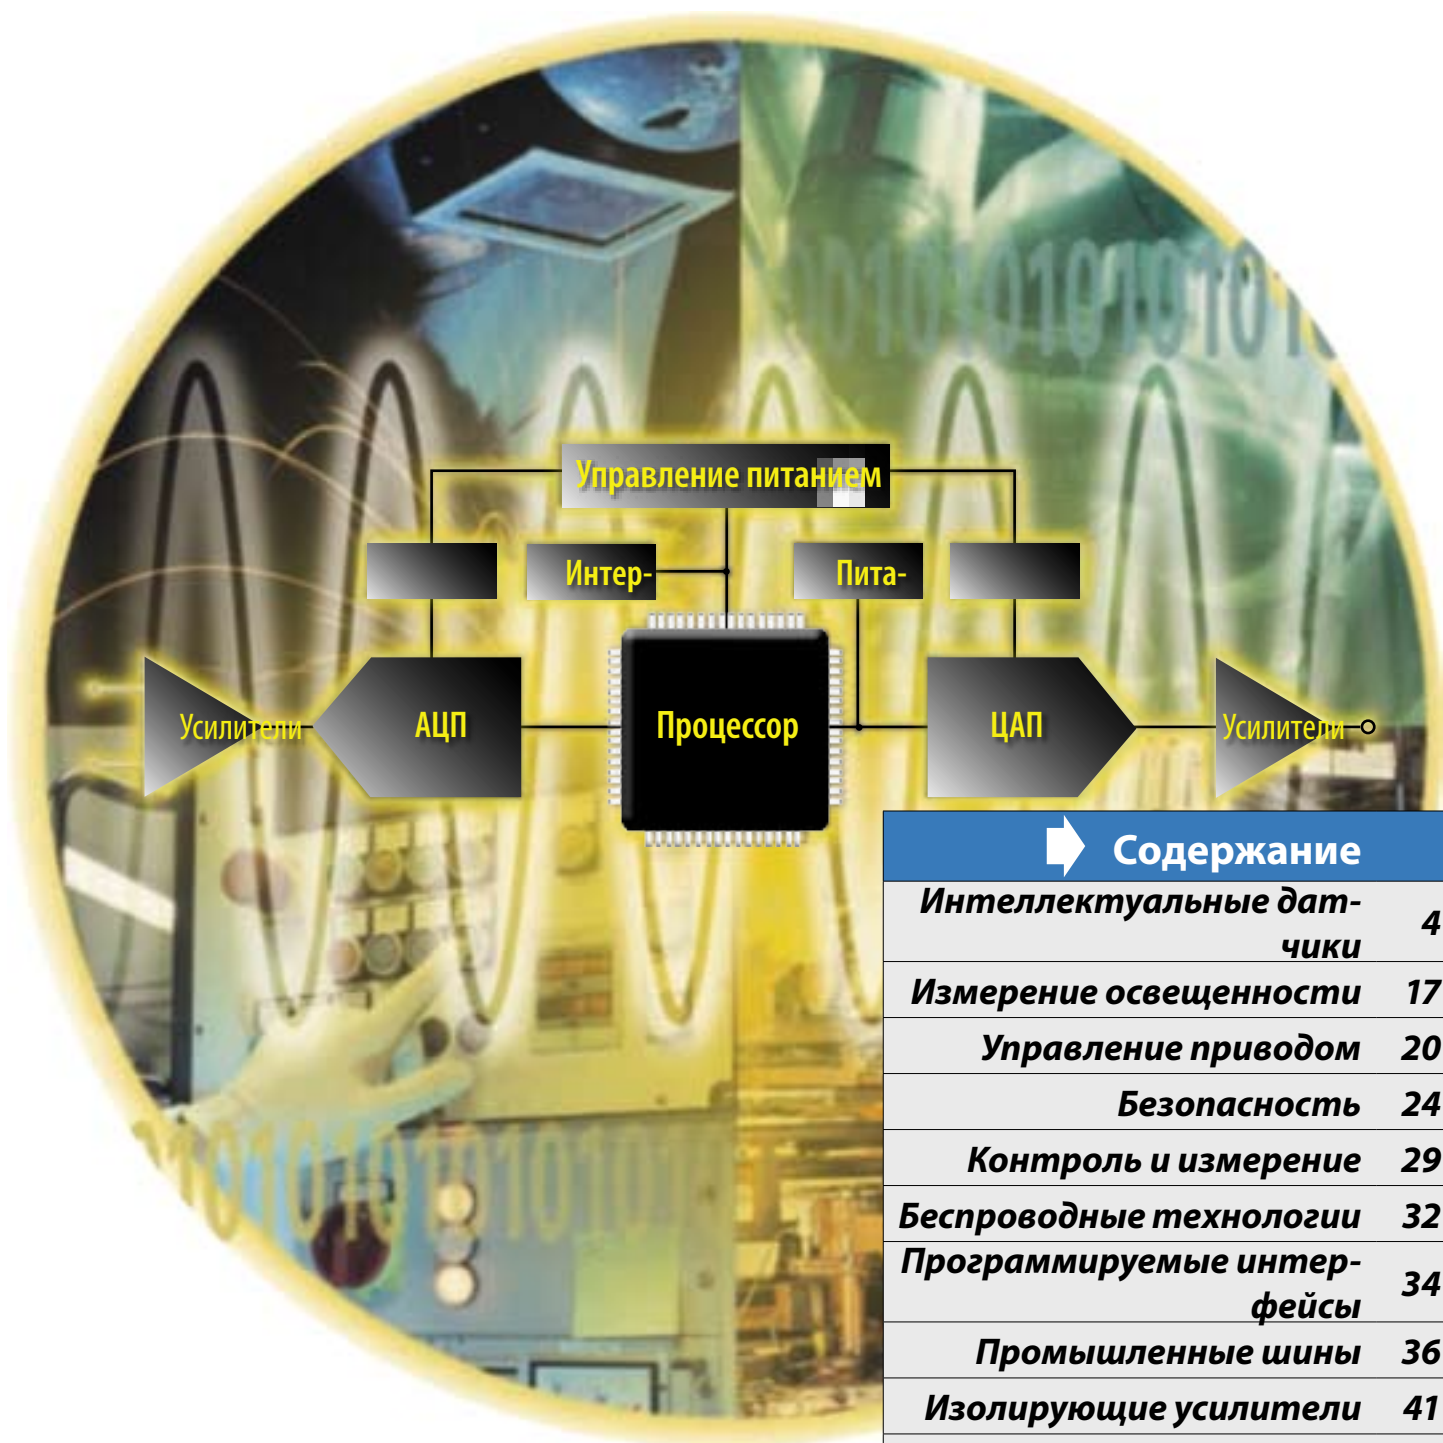 001010101010101
Управление питанием
Интер-
Пита-
Усилители
АЦП
Процессор
ЦАП
Усилители
Содержание
Интеллектуальные дат-
чики 4
Измерение освещенности 17
Управление приводом 20
Безопасность 24
Контроль и измерение 29
Беспроводные технологии 32
Программируемые интер-
фейсы 34
Промышленные шины 36
Изолирующие усилители 41